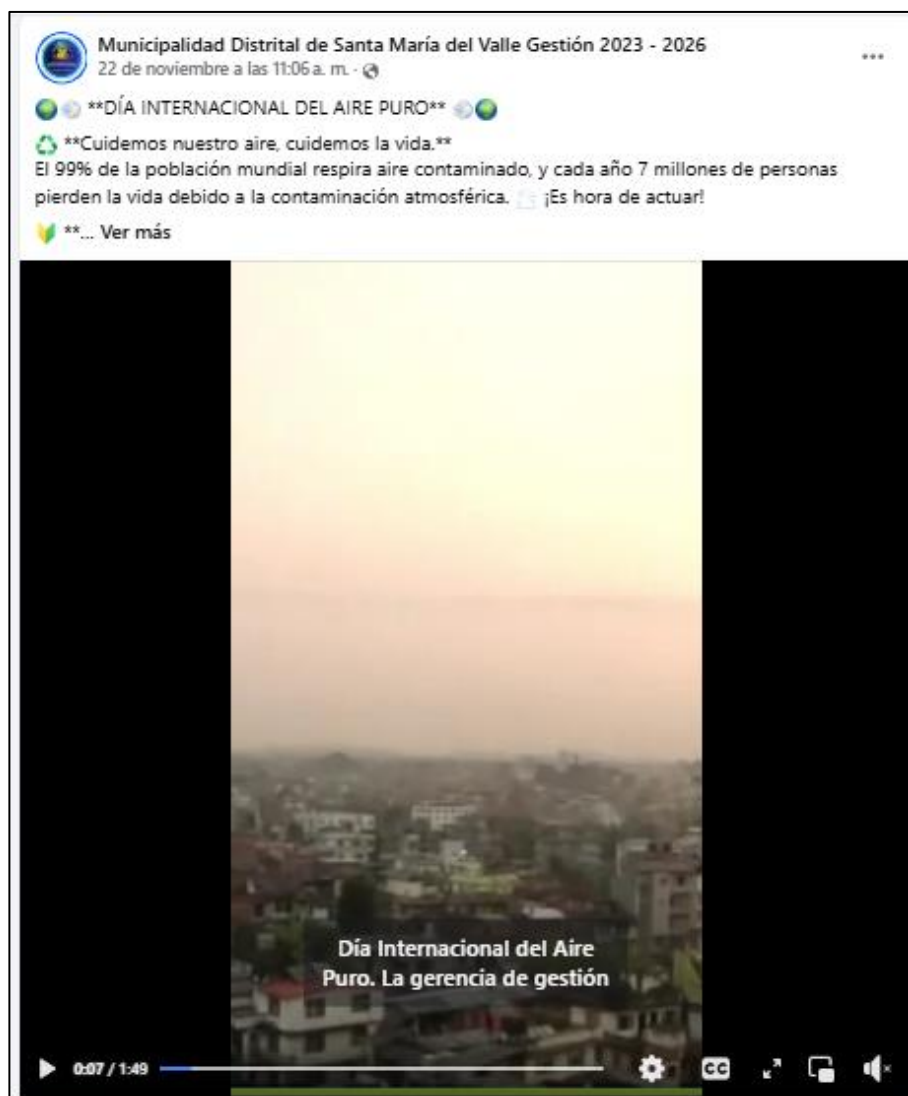 Municipalidad Distrital de Santa María del Valle Gestión 2023 - 2026
22 de noviembre a las 11:06 a. m. ·
**DÍA INTERNACIONAL DEL AIRE PURO**
**Cuidemos nuestro aire, cuidemos la vida.**
El 99% de la población mundial respira aire contaminado, y cada año 7 millones de personas
pierden la vida debido a la contaminación atmosférica. ¡Es hora de actuar!
**... Ver más
Día Internacional del Aire
Puro. La gerencia de gestión
0:07 / 1:49
CC